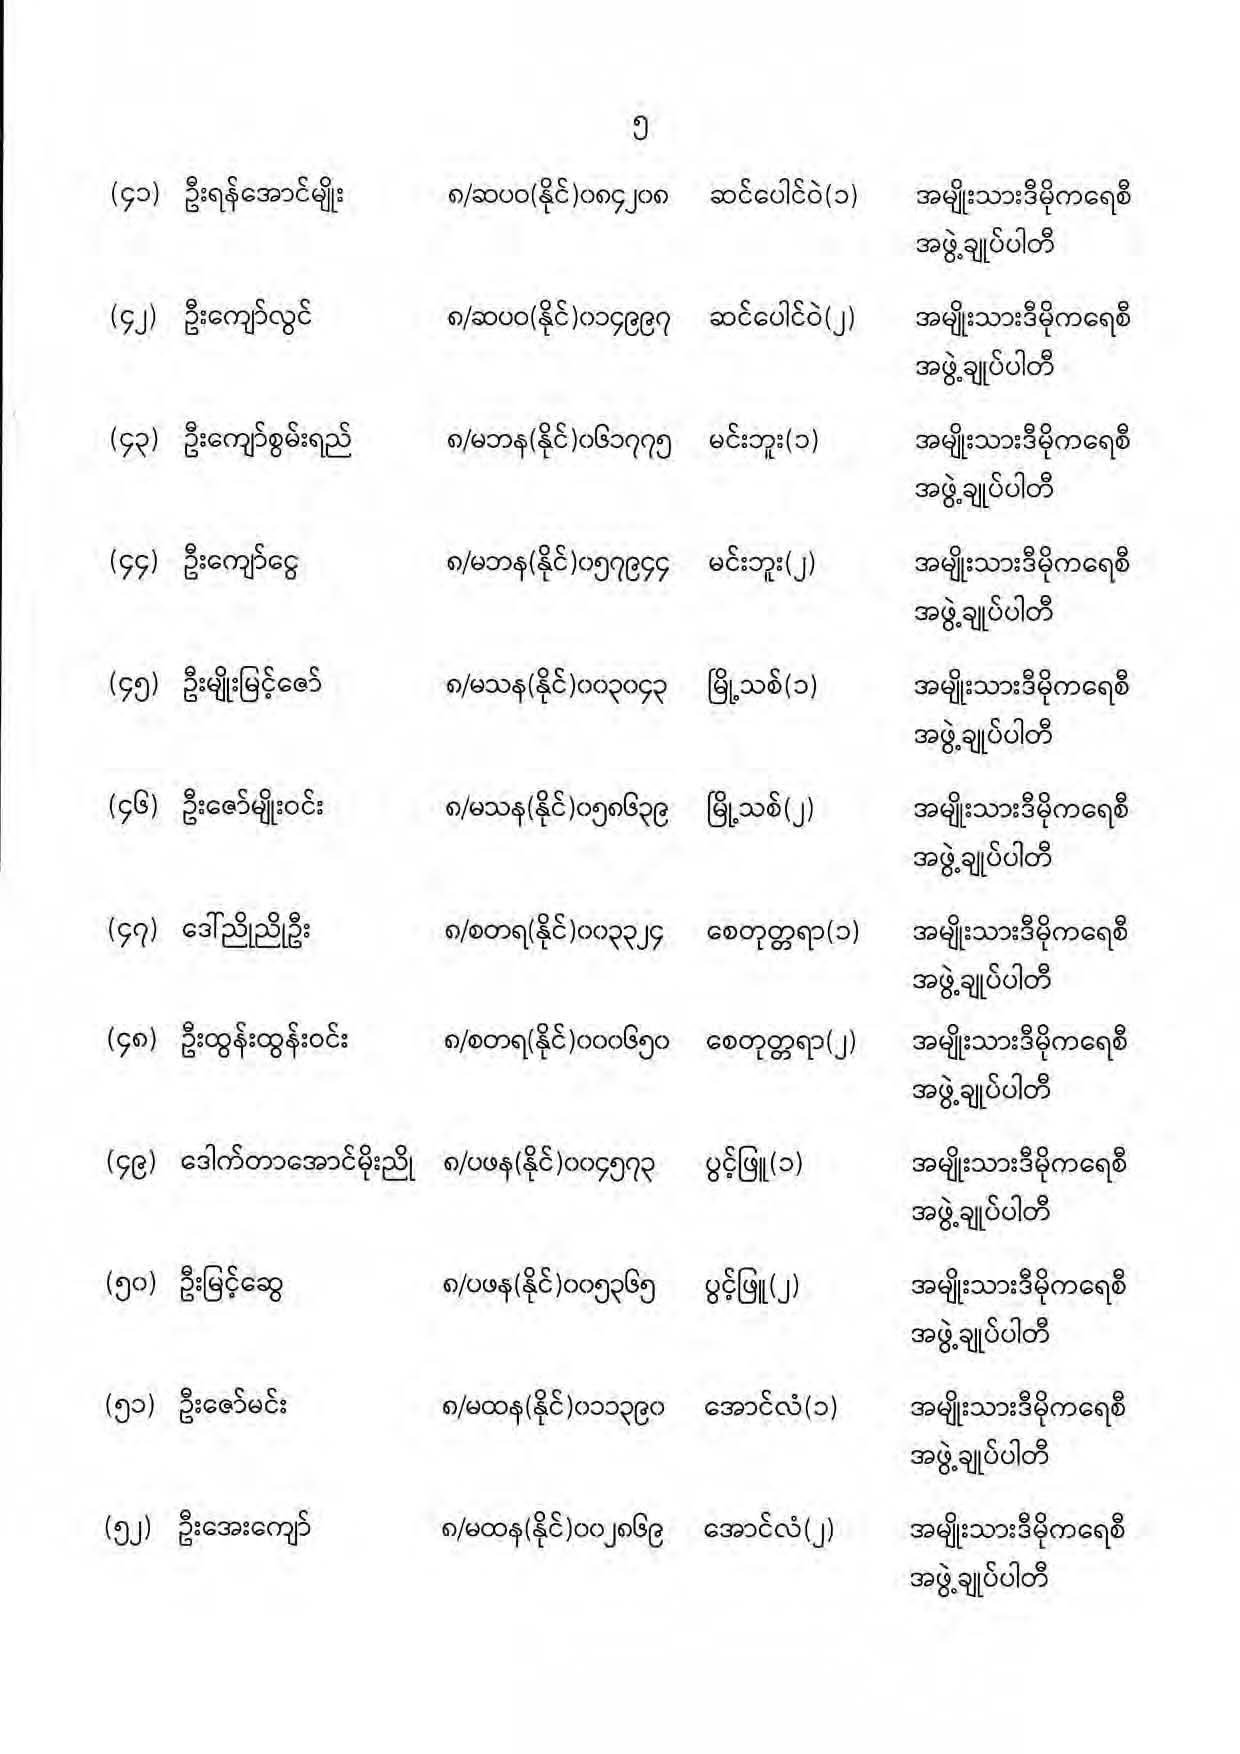 ၅
(၄၁) ဦးရန်အောင်မျိုး ၈/ဆပဝ(နိုင်)၀၈၄၂၀၈ ဆင်ပေါင်ဝဲ(၁) အမျိုးသားဒီမိုကရေစီ
အဖွဲ့ချုပ်ပါတီ
(၄၂) ဦးကျော်လွင် ၈/ဆပဝ(နိုင်)၀၁၄၉၉၇ ဆင်ပေါင်ဝဲ(၂) အမျိုးသားဒီမိုကရေစီ
အဖွဲ့ချုပ်ပါတီ
(၄၃) ဦးကျော်စွမ်းရည် ၈/မဘန(နိုင်)၀၆၁၇၇၅ မင်းဘူး(၁) အမျိုးသားဒီမိုကရေစီ
အဖွဲ့ချုပ်ပါတီ
(၄၄) ဦးကျော်ငွေ ၈/မဘန(နိုင်)၀၅၇၉၄၄ မင်းဘူး(၂) အမျိုးသားဒီမိုကရေစီ
အဖွဲ့ချုပ်ပါတီ
(၄၅) ဦးမျိုးမြင့်ဇော် ၈/မသန(နိုင်)၀၀၃၀၄၃ မြို့သစ်(၁) အမျိုးသားဒီမိုကရေစီ
အဖွဲ့ချုပ်ပါတီ
(၄၆) ဦးဇော်မျိုးဝင်း ၈/မသန(နိုင်)၀၅၈၆၃၉ မြို့သစ်(၂) အမျိုးသားဒီမိုကရေစီ
အဖွဲ့ချုပ်ပါတီ
(၄၇) ဒေါ်ညိုညိုဦး ၈/စတရ(နိုင်)၀၀၃၃၂၄ စေတုတ္တရာ(၁) အမျိုးသားဒီမိုကရေစီ
အဖွဲ့ချုပ်ပါတီ
(၄၈) ဦးထွန်းထွန်းဝင်း ၈/စတရ(နိုင်)၀၀၀၆၅၀ စေတုတ္တရာ(၂) အမျိုးသားဒီမိုကရေစီ
အဖွဲ့ချုပ်ပါတီ
(၄၉) ဒေါက်တာအောင်မိုးညို ၈/ပဖန(နိုင်)၀၀၄၅၇၃ ပွင့်ဖြူ(၁) အမျိုးသားဒီမိုကရေစီ
အဖွဲ့ချုပ်ပါတီ
(၅၀) ဦးမြင့်ဆွေ ၈/ပဖန(နိုင်)၀၀၅၃၆၅ ပွင့်ဖြူ(၂) အမျိုးသားဒီမိုကရေစီ
အဖွဲ့ချုပ်ပါတီ
(၅၁) ဦးဇော်မင်း ၈/မထန(နိုင်)၀၁၁၃၉၀ အောင်လံ(၁) အမျိုးသားဒီမိုကရေစီ
အဖွဲ့ချုပ်ပါတီ
(၅၂) ဦးအေးကျော် ၈/မထန(နိုင်)၀၀၂၈၆၉ အောင်လံ(၂) အမျိုးသားဒီမိုကရေစီ
အဖွဲ့ချုပ်ပါတီ